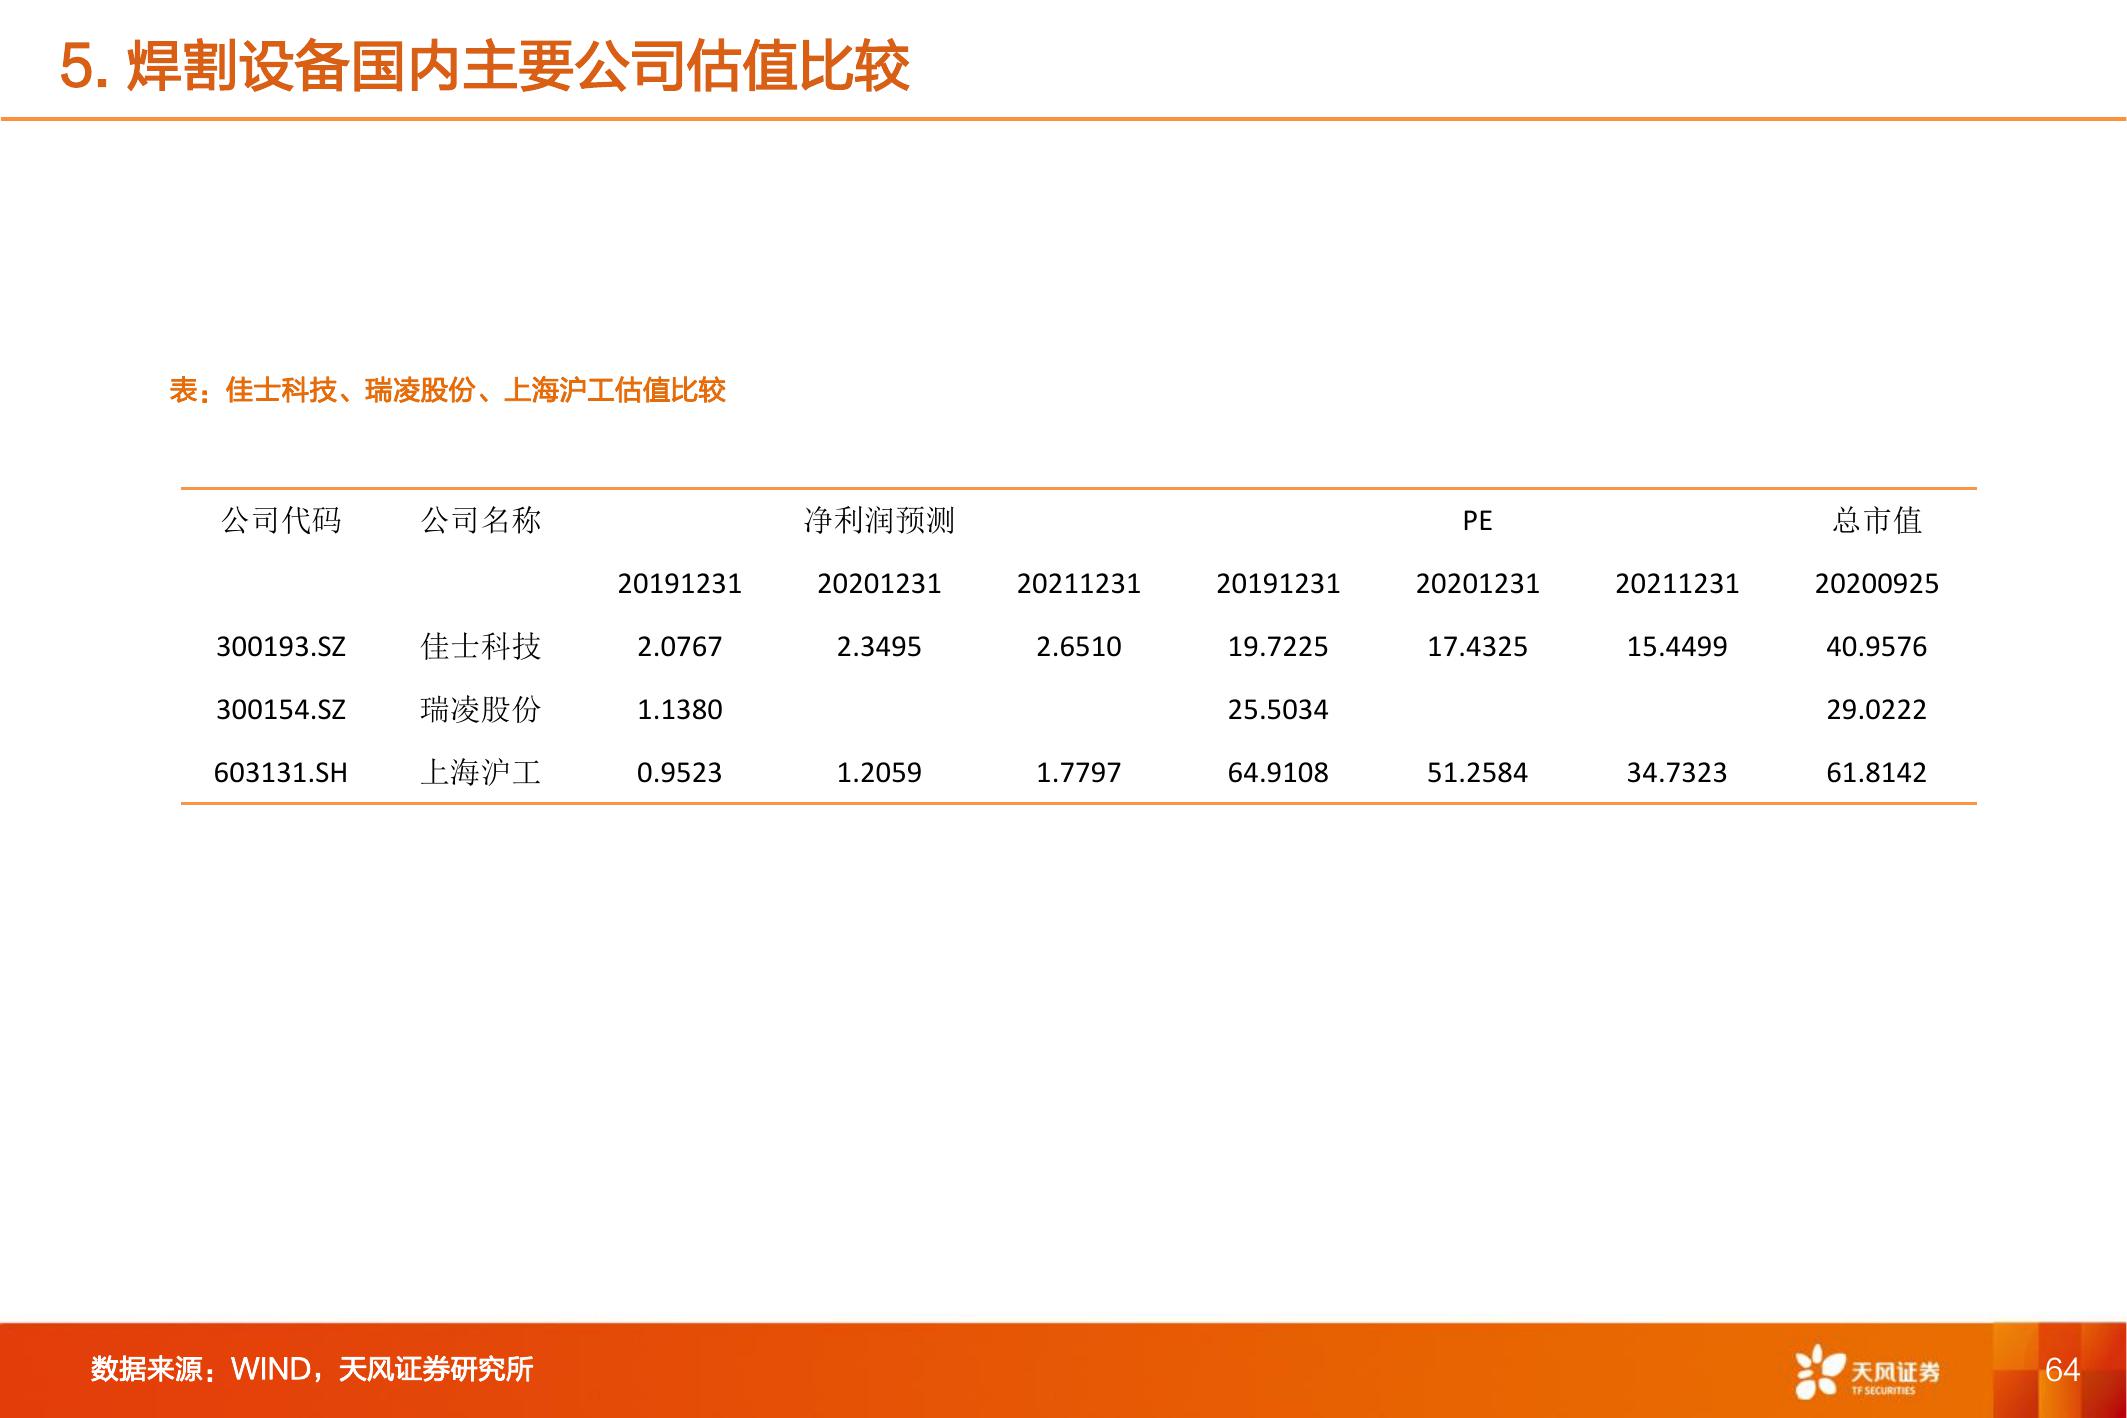 5. 焊割设备国内主要公司估值比较
表：佳士科技、瑞凌股份、上海沪工估值比较
公司代码 公司名称 净利润预测 PE 总市值
20191231 20201231 20211231 20191231 20201231 20211231 20200925
300193.SZ 佳士科技 2.0767 2.3495 2.6510 19.7225 17.4325 15.4499 40.9576
300154.SZ 瑞凌股份 1.1380 25.5034 29.0222
603131.SH 上海沪工 0.9523 1.2059 1.7797 64.9108 51.2584 34.7323 61.8142
数据来源：WIND，天风证券研究所
天风证券
TF SECURITIES
64